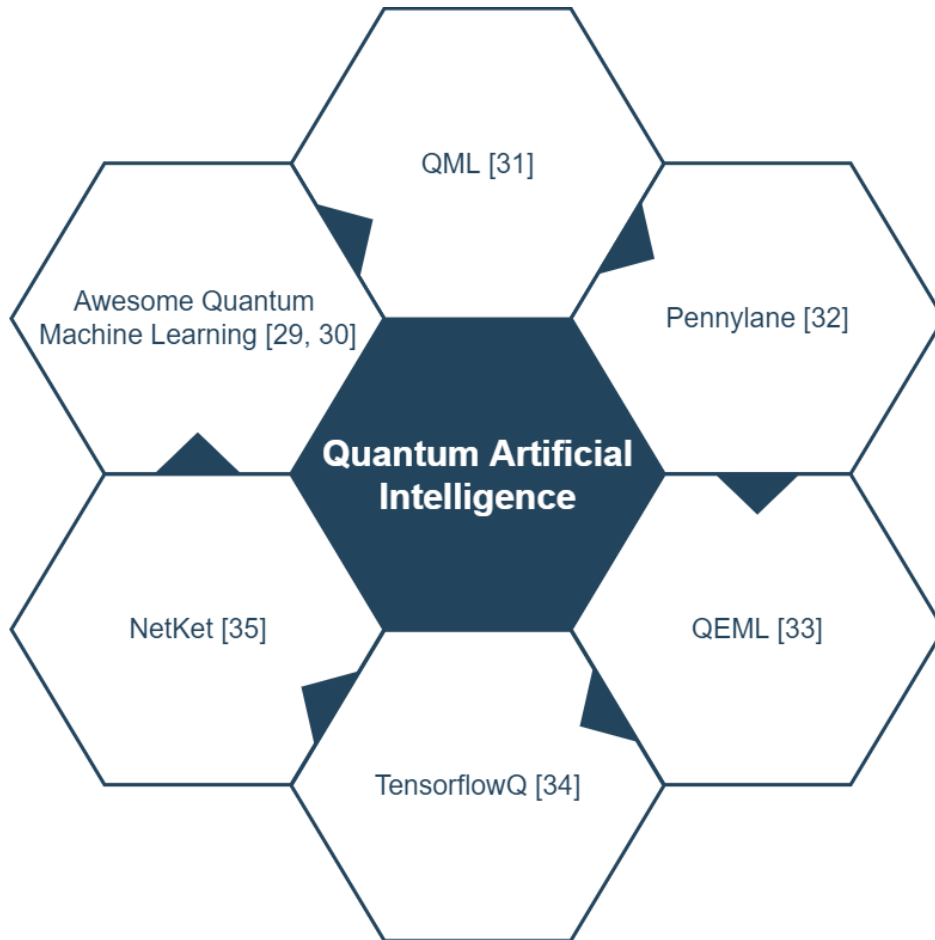 QML [31]
Awesome Quantum
Machine Learning [29, 30]
Pennylane [32]
Quantum Artificial
Intelligence
NetKet [35]
QEML [33]
TensorflowQ [34]